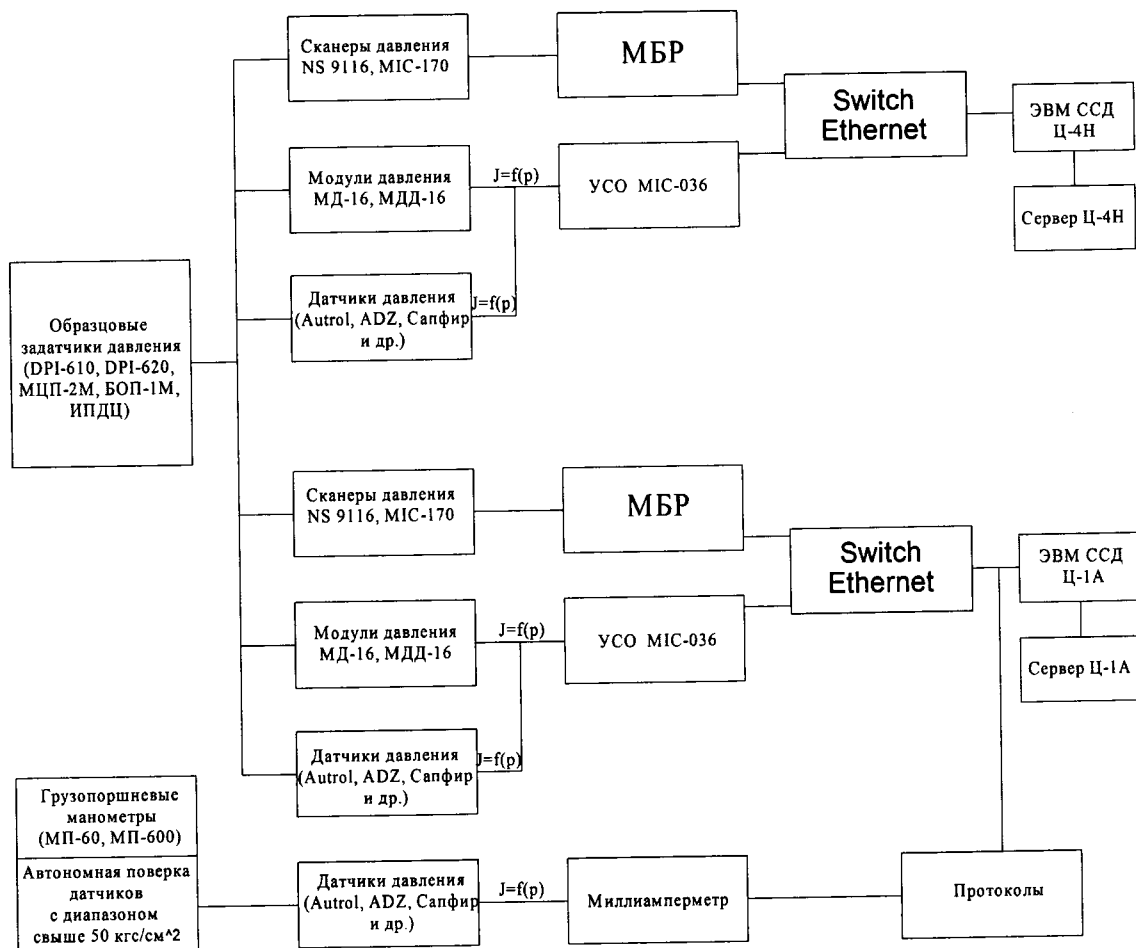 Сканеры давления
NS 9116, MIC-170
МБР
Switch
Ethernet
ЭВМ ССД
Ц-4Н
Модули давления
МД-16, МДД-16
J=f(p)
УСО MIC-036
Сервер Ц-4Н
Датчики давления
(Autrol, ADZ, Сапфир
и др.)
J=f(p)
Образцовые
задатчики давления
(DPI-610, DPI-620,
МЦП-2М, БОП-1М,
ИПДЦ)
Сканеры давления
NS 9116, MIC-170
МБР
Switch
Ethernet
ЭВМ ССД
Ц-1А
Модули давления
МД-16, МДД-16
J=f(p)
УСО MIC-036
Сервер Ц-1А
Датчики давления
(Autrol, ADZ, Сапфир
и др.)
J=f(p)
Грузопоршневые
манометры
(МП-60, МП-600)
Автономная поверка
датчиков
с диапазоном
свыше 50 кгс/см^2
Датчики давления
(Autrol, ADZ, Сапфир
и др.)
J=f(p)
Миллиамперметр
Протоколы